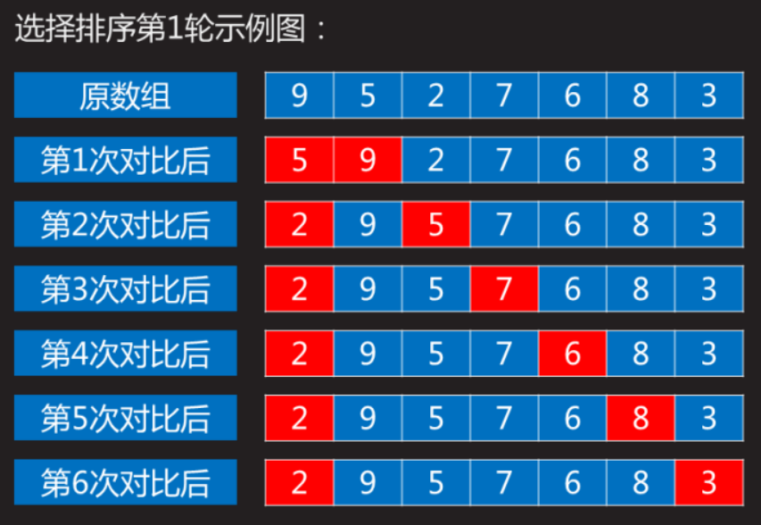 选择排序第1轮示例图：
原数组 9 5 2 7 6 8 3
第1次对比后 5 9 2 7 6 8 3
第2次对比后 2 9 5 7 6 8 3
第3次对比后 2 9 5 7 6 8 3
第4次对比后 2 9 5 7 6 8 3
第5次对比后 2 9 5 7 6 8 3
第6次对比后 2 9 5 7 6 8 3